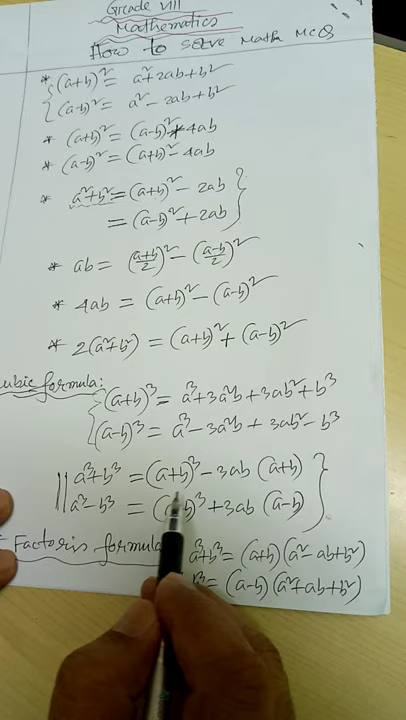 Grade VIII
Mathematics
How to solve Math MCQs
* (a+b)² = a²+2ab+b²
(a-b)² = a² - 2ab+b²
* (a+b)² = (a-b)²+4ab
* (a-b)² = (a+b)² - 4ab
* a²+b² = (a+b)² - 2ab
= (a-b)² + 2ab
* ab = (a+b/2)² - (a-b/2)²
* 4ab = (a+b)² - (a-b)²
* 2(a²+b²) = (a+b)² + (a-b)²
cubic formula:
(a+b)³ = a³+3a²b+3ab²+b³
(a-b)³ = a³-3a²b+3ab²-b³
a³+b³ = (a+b)³ - 3ab (a+b)
a³-b³ = (a-b)³ +3ab (a-b)
Factoris formula
a³+b³ = (a+b)(a²-ab+b²)
b³ = (a-b)(a²+ab+b²)